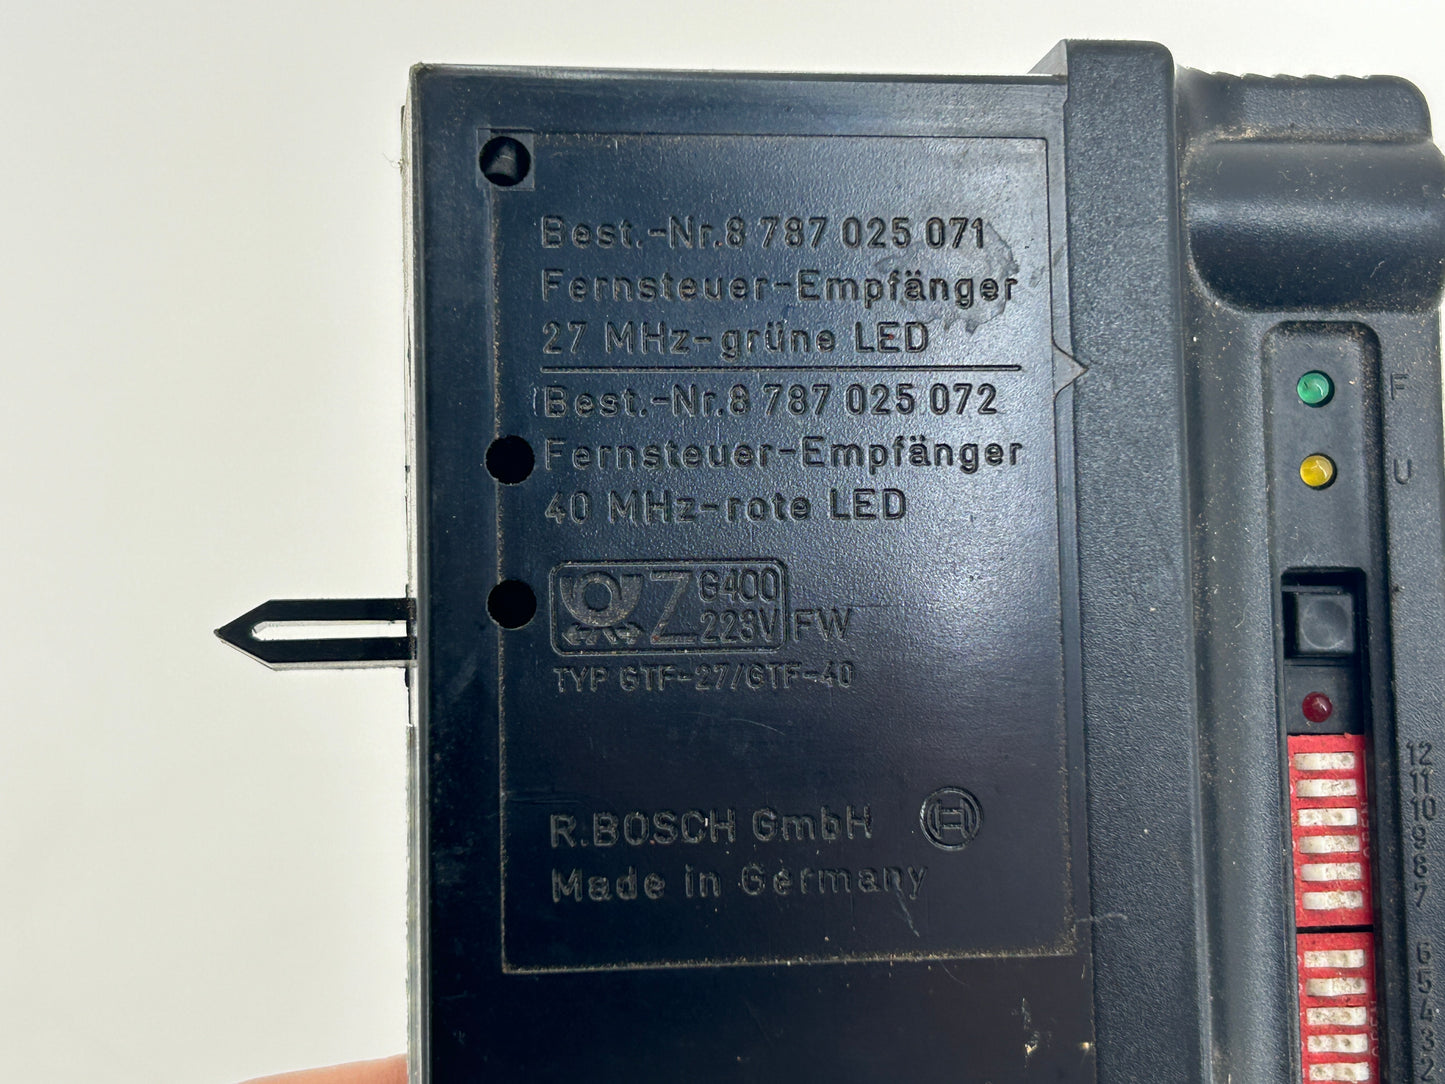 Best.-Nr.8 787 025 071
Fernsteuer-Empfänger
27 MHz-grüne LED
Best.-Nr.8 787 025 072
Fernsteuer-Empfänger
40 MHz-rote LED
Z G400
223V FW
TYP GTF-27/GTF-40
R.BOSCH GmbH
Made in Germany
F
U
12
11
10
9
8
7
6
5
4
3
2